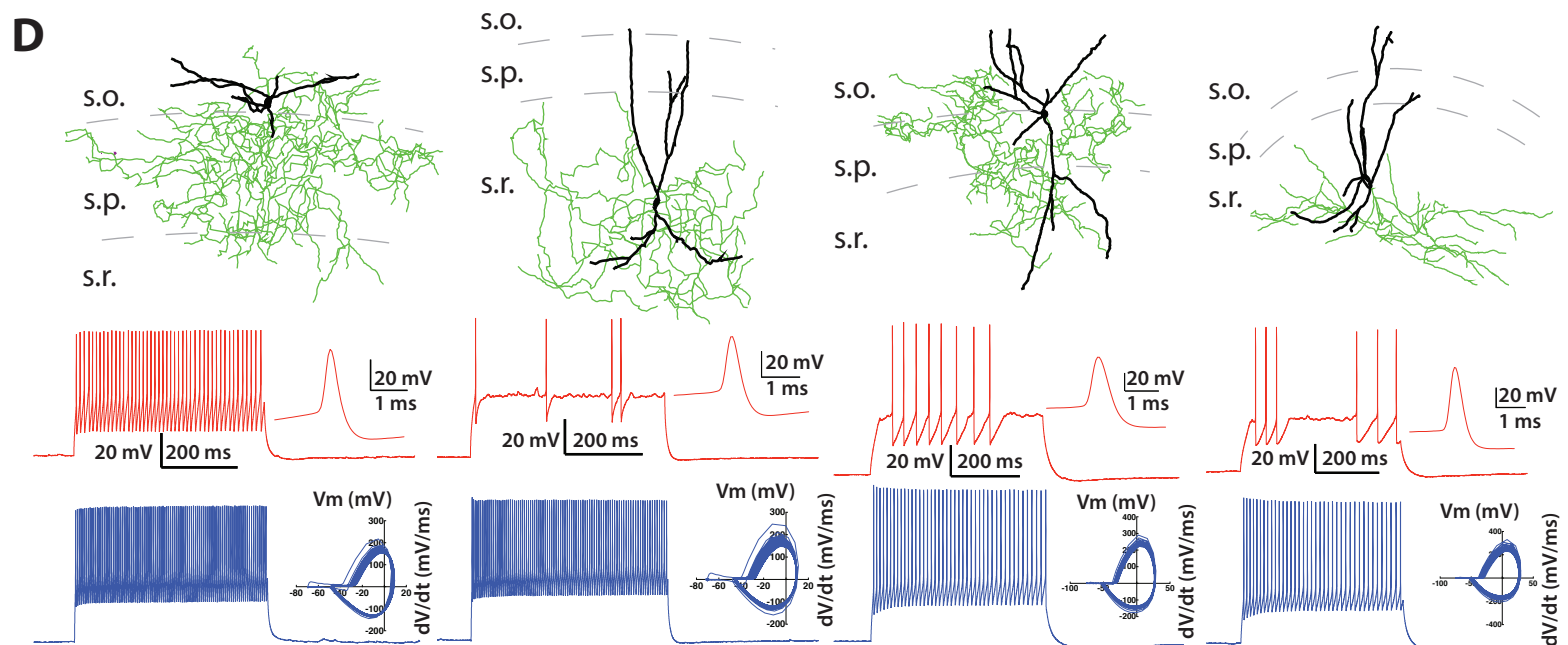 D
s.o.
s.p.
s.r.
s.o.
s.p.
s.r.
s.o.
s.p.
s.r.
s.o.
s.p.
s.r.
20 mV
1 ms
20 mV
200 ms
20 mV
1 ms
20 mV
200 ms
20 mV
1 ms
20 mV
200 ms
20 mV
1 ms
20 mV
200 ms
Vm (mV)
300
200
100
-80 -60 -40 -20 20
-100
-200
dV/dt (mV/ms)
Vm (mV)
300
200
100
-80 -60 -40 -20 20
-100
-200
dV/dt (mV/ms)
Vm (mV)
400
300
200
100
-100 50
-100
-200
dV/dt (mV/ms)
Vm (mV)
400
200
-100 50
-200
-400
dV/dt (mV/ms)